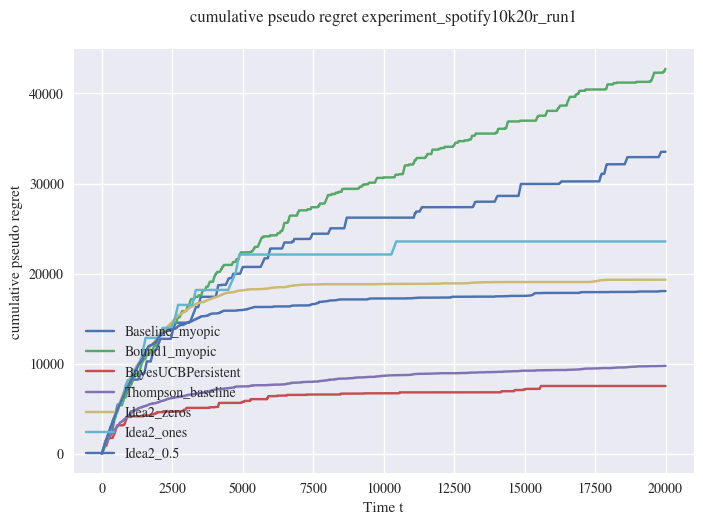 cumulative pseudo regret experiment_spotify10k20r_run1
cumulative pseudo regret
40000
30000
20000
10000
0
Baseline_myopic
Bound1_myopic
BayesUCBPersistent
Thompson_baseline
Idea2_zeros
Idea2_ones
Idea2_0.5
0 2500 5000 7500 10000 12500 15000 17500 20000
Time t